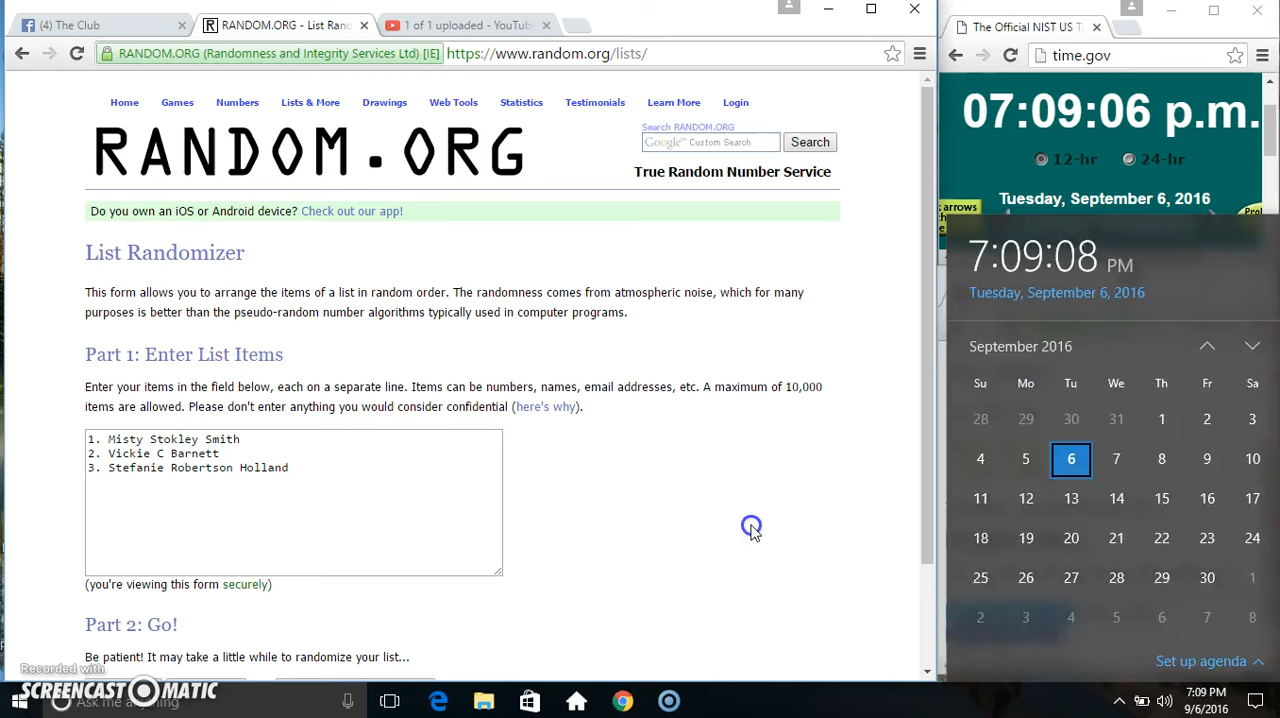 (4) The Club
RANDOM.ORG - List Rand
1 of 1 uploaded - YouTube
The Official NIST US T
RANDOM.ORG (Randomness and Integrity Services Ltd) [IE] https://www.random.org/lists/
time.gov
Home Games Numbers Lists & More Drawings Web Tools Statistics Testimonials Learn More Login
RANDOM.ORG
Search RANDOM.ORG
Google™ Custom Search Search
True Random Number Service
Do you own an iOS or Android device? Check out our app!
List Randomizer
This form allows you to arrange the items of a list in random order. The randomness comes from atmospheric noise, which for many
purposes is better than the pseudo-random number algorithms typically used in computer programs.
Part 1: Enter List Items
Enter your items in the field below, each on a separate line. Items can be numbers, names, email addresses, etc. A maximum of 10,000
items are allowed. Please don't enter anything you would consider confidential (here's why).
1. Misty Stokley Smith
2. Vickie C Barnett
3. Stefanie Robertson Holland
(you're viewing this form securely)
Part 2: Go!
Be patient! It may take a little while to randomize your list...
07:09:06 p.m.
12-hr 24-hr
arrows
Tuesday, September 6, 2016
7:09:08 PM
Tuesday, September 6, 2016
September 2016
Su Mo Tu We Th Fr Sa
28 29 30 31 1 2 3
4 5 6 7 8 9 10
11 12 13 14 15 16 17
18 19 20 21 22 23 24
25 26 27 28 29 30 1
2 3 4 5 6 7 8
Set up agenda
Recorded with
SCREENCAST-O-MATIC
Ask me anything
7:09 PM
9/6/2016